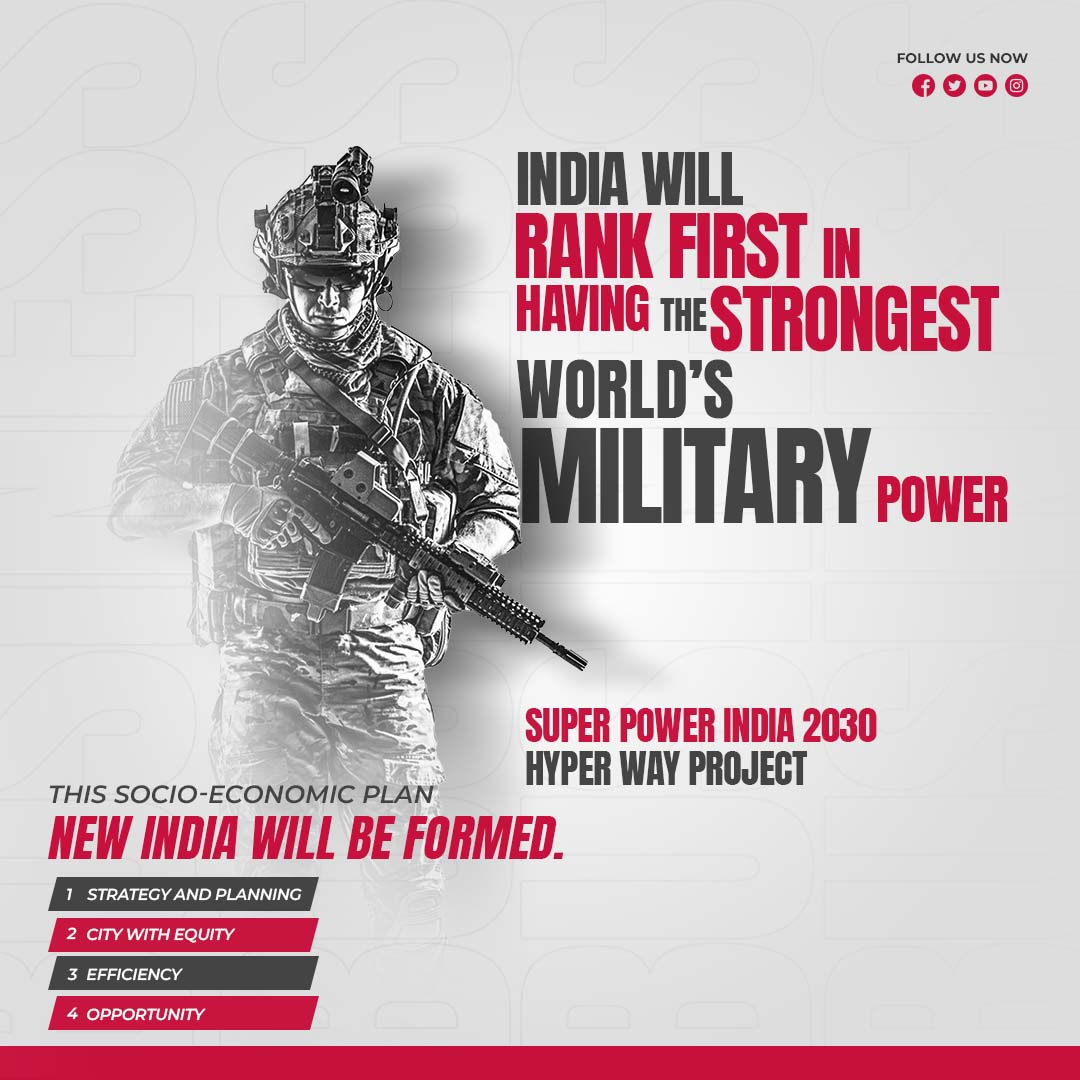 FOLLOW US NOW
INDIA WILL
RANK FIRST IN
HAVING THE STRONGEST
WORLD'S
MILITARY POWER
SUPER POWER INDIA 2030
HYPER WAY PROJECT
THIS SOCIO-ECONOMIC PLAN
NEW INDIA WILL BE FORMED.
1 STRATEGY AND PLANNING
2 CITY WITH EQUITY
3 EFFICIENCY
4 OPPORTUNITY